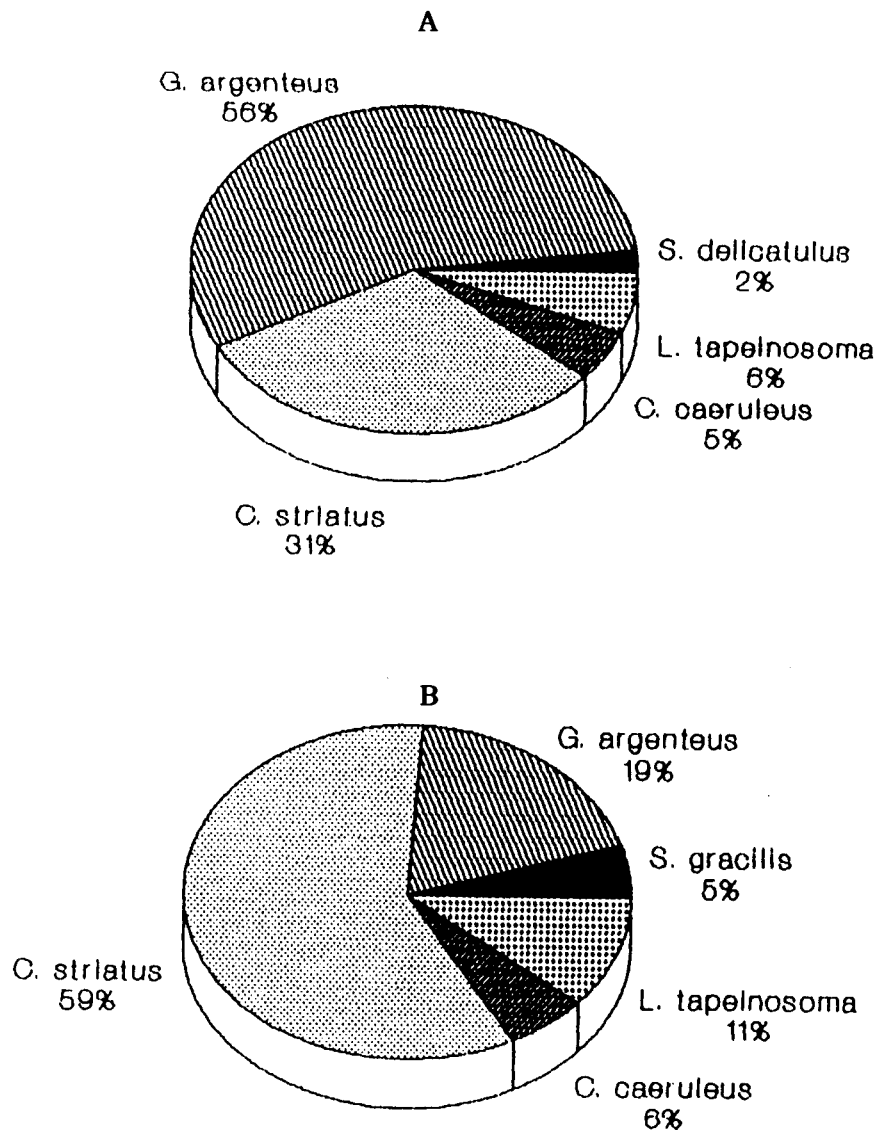 A
G. argenteus
56%
S. delicatulus
2%
L. tapeinosoma
6%
C. caeruleus
5%
C. striatus
31%
B
G. argenteus
19%
S. gracilis
5%
C. striatus
59%
L. tapeinosoma
11%
C. caeruleus
6%